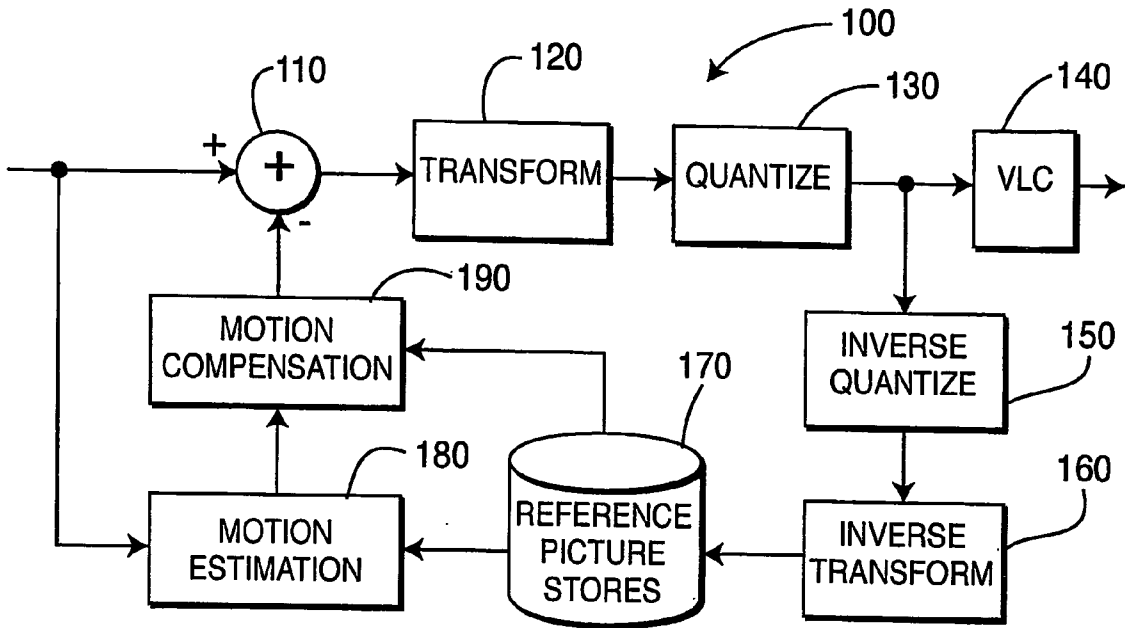 100
110
120
130
140
+
+
-
TRANSFORM
QUANTIZE
VLC
190
MOTION
COMPENSATION
170
INVERSE
QUANTIZE
150
180
MOTION
ESTIMATION
REFERENCE
PICTURE
STORES
160
INVERSE
TRANSFORM